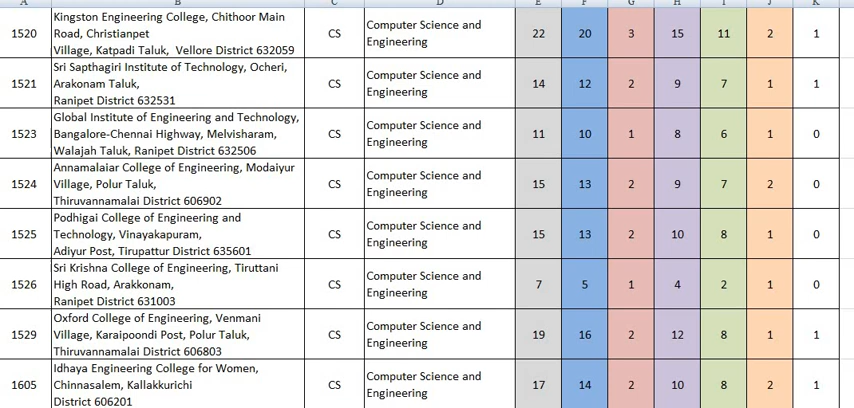 A B C D E F G H I J K
1520 Kingston Engineering College, Chithoor Main
Road, Christianpet
Village, Katpadi Taluk, Vellore District 632059 CS Computer Science and
Engineering 22 20 3 15 11 2 1
1521 Sri Sapthagiri Institute of Technology, Ocheri,
Arakonam Taluk,
Ranipet District 632531 CS Computer Science and
Engineering 14 12 2 9 7 1 1
1523 Global Institute of Engineering and Technology,
Bangalore-Chennai Highway, Melvisharam,
Walajah Taluk, Ranipet District 632506 CS Computer Science and
Engineering 11 10 1 8 6 1 0
1524 Annamalaiar College of Engineering, Modaiyur
Village, Polur Taluk,
Thiruvannamalai District 606902 CS Computer Science and
Engineering 15 13 2 9 7 2 0
1525 Podhigai College of Engineering and
Technology, Vinayakapuram,
Adiyur Post, Tirupattur District 635601 CS Computer Science and
Engineering 15 13 2 10 8 1 0
1526 Sri Krishna College of Engineering, Tiruttani
High Road, Arakkonam,
Ranipet District 631003 CS Computer Science and
Engineering 7 5 1 4 2 1 0
1529 Oxford College of Engineering, Venmani
Village, Karaipoondi Post, Polur Taluk,
Thiruvannamalai District 606803 CS Computer Science and
Engineering 19 16 2 12 8 1 1
1605 Idhaya Engineering College for Women,
Chinnasalem, Kallakkurichi
District 606201 CS Computer Science and
Engineering 17 14 2 10 8 2 1